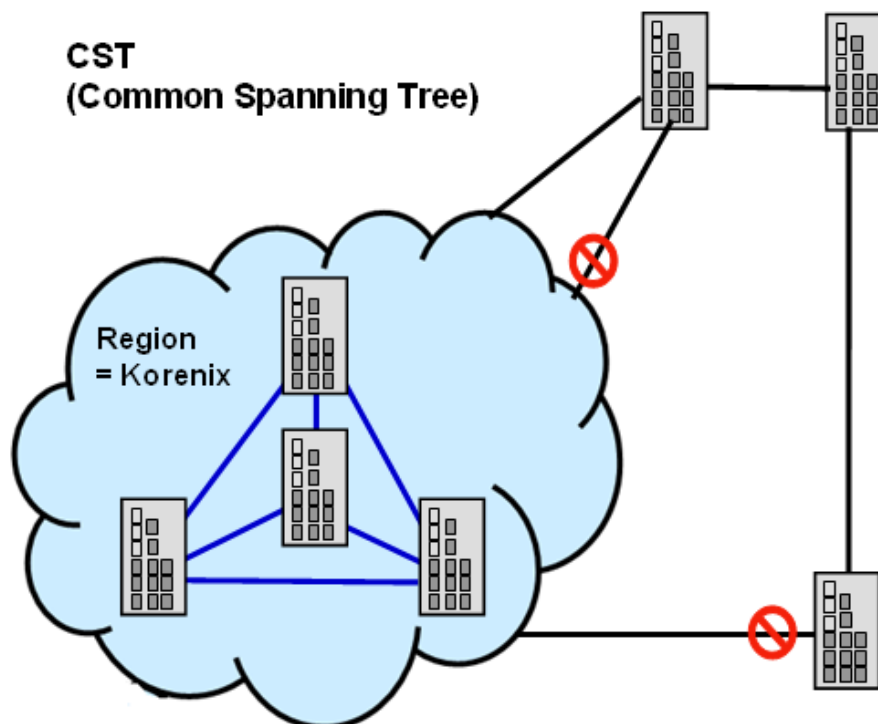 CST
(Common Spanning Tree)
Region
= Korenix